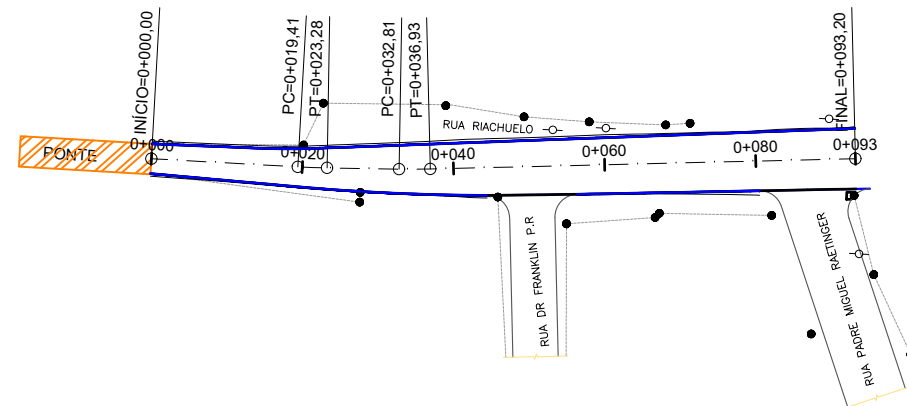 INÍCIO=0+000,00
PC=0+019,41
PT=0+023,28
PC=0+032,81
PT=0+036,93
FINAL=0+093,20
RUA RIACHUELO
0+000
0+020
0+040
0+060
0+080
0+093
PONTE
RUA DR FRANKLIN P.R
RUA PADRE MIGUEL RAETINGER